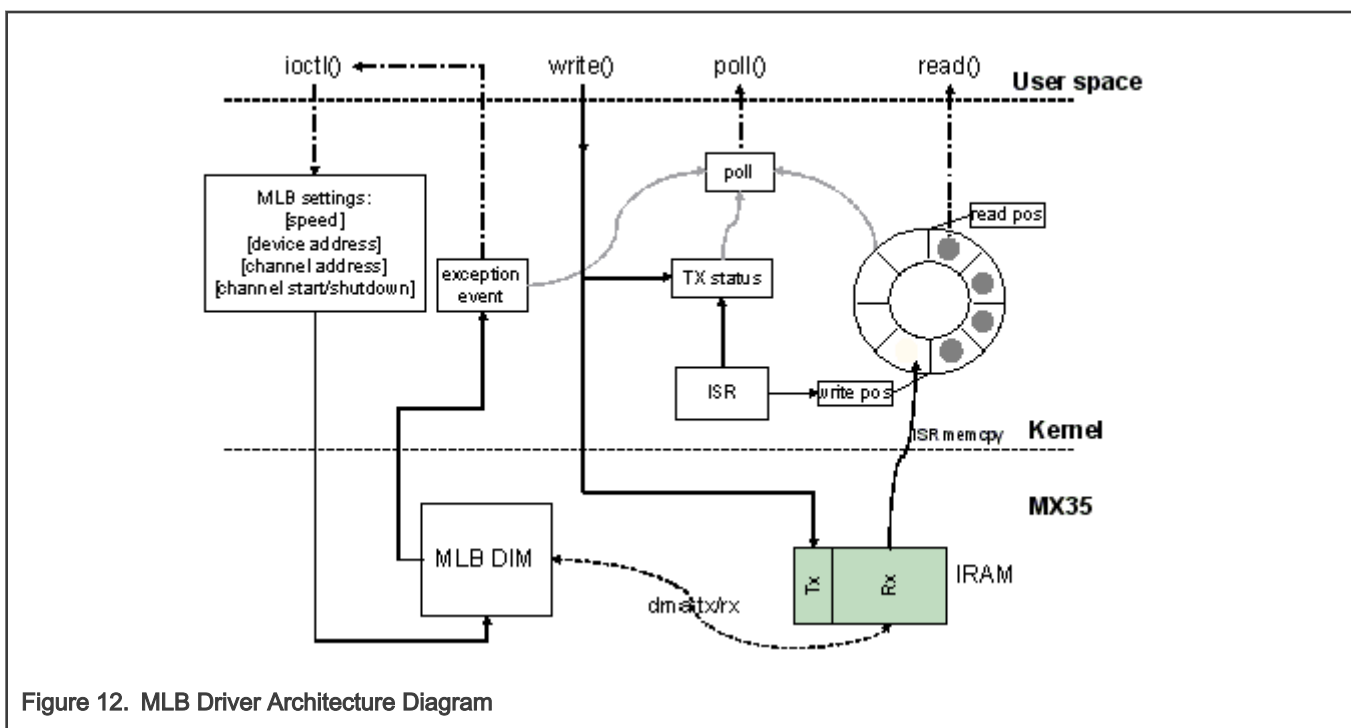 ioctl()
write()
poll()
read()
User space
MLB settings:
[speed]
[device address]
[channel address]
[channel start/shutdown]
exception
event
poll
TX status
read pos
ISR
write pos
ISR memcpy
Kernel
MX35
MLB DIM
dma tx/rx
Tx
Rx
IRAM
Figure 12. MLB Driver Architecture Diagram